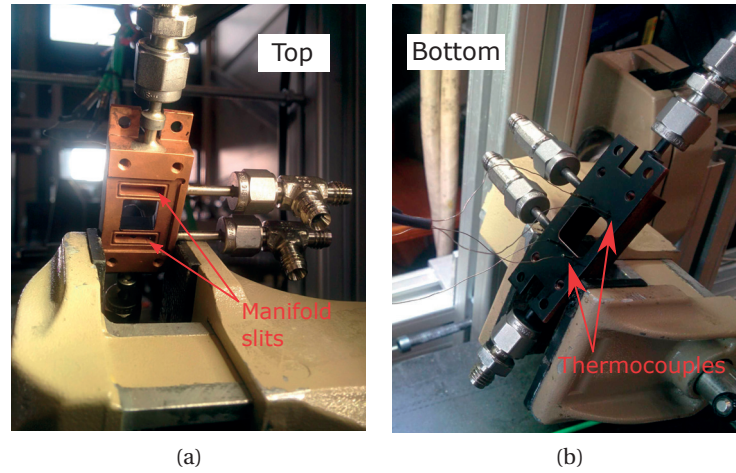 Top
Manifold
slits
(a)
Bottom
Thermocouples
(b)